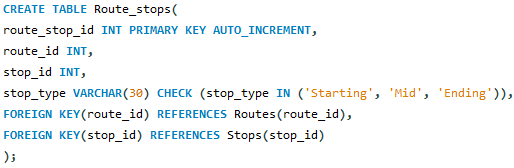 CREATE TABLE Route_stops(
route_stop_id INT PRIMARY KEY AUTO_INCREMENT,
route_id INT,
stop_id INT,
stop_type VARCHAR(30) CHECK (stop_type IN ('Starting', 'Mid', 'Ending')),
FOREIGN KEY(route_id) REFERENCES Routes(route_id),
FOREIGN KEY(stop_id) REFERENCES Stops(stop_id)
);